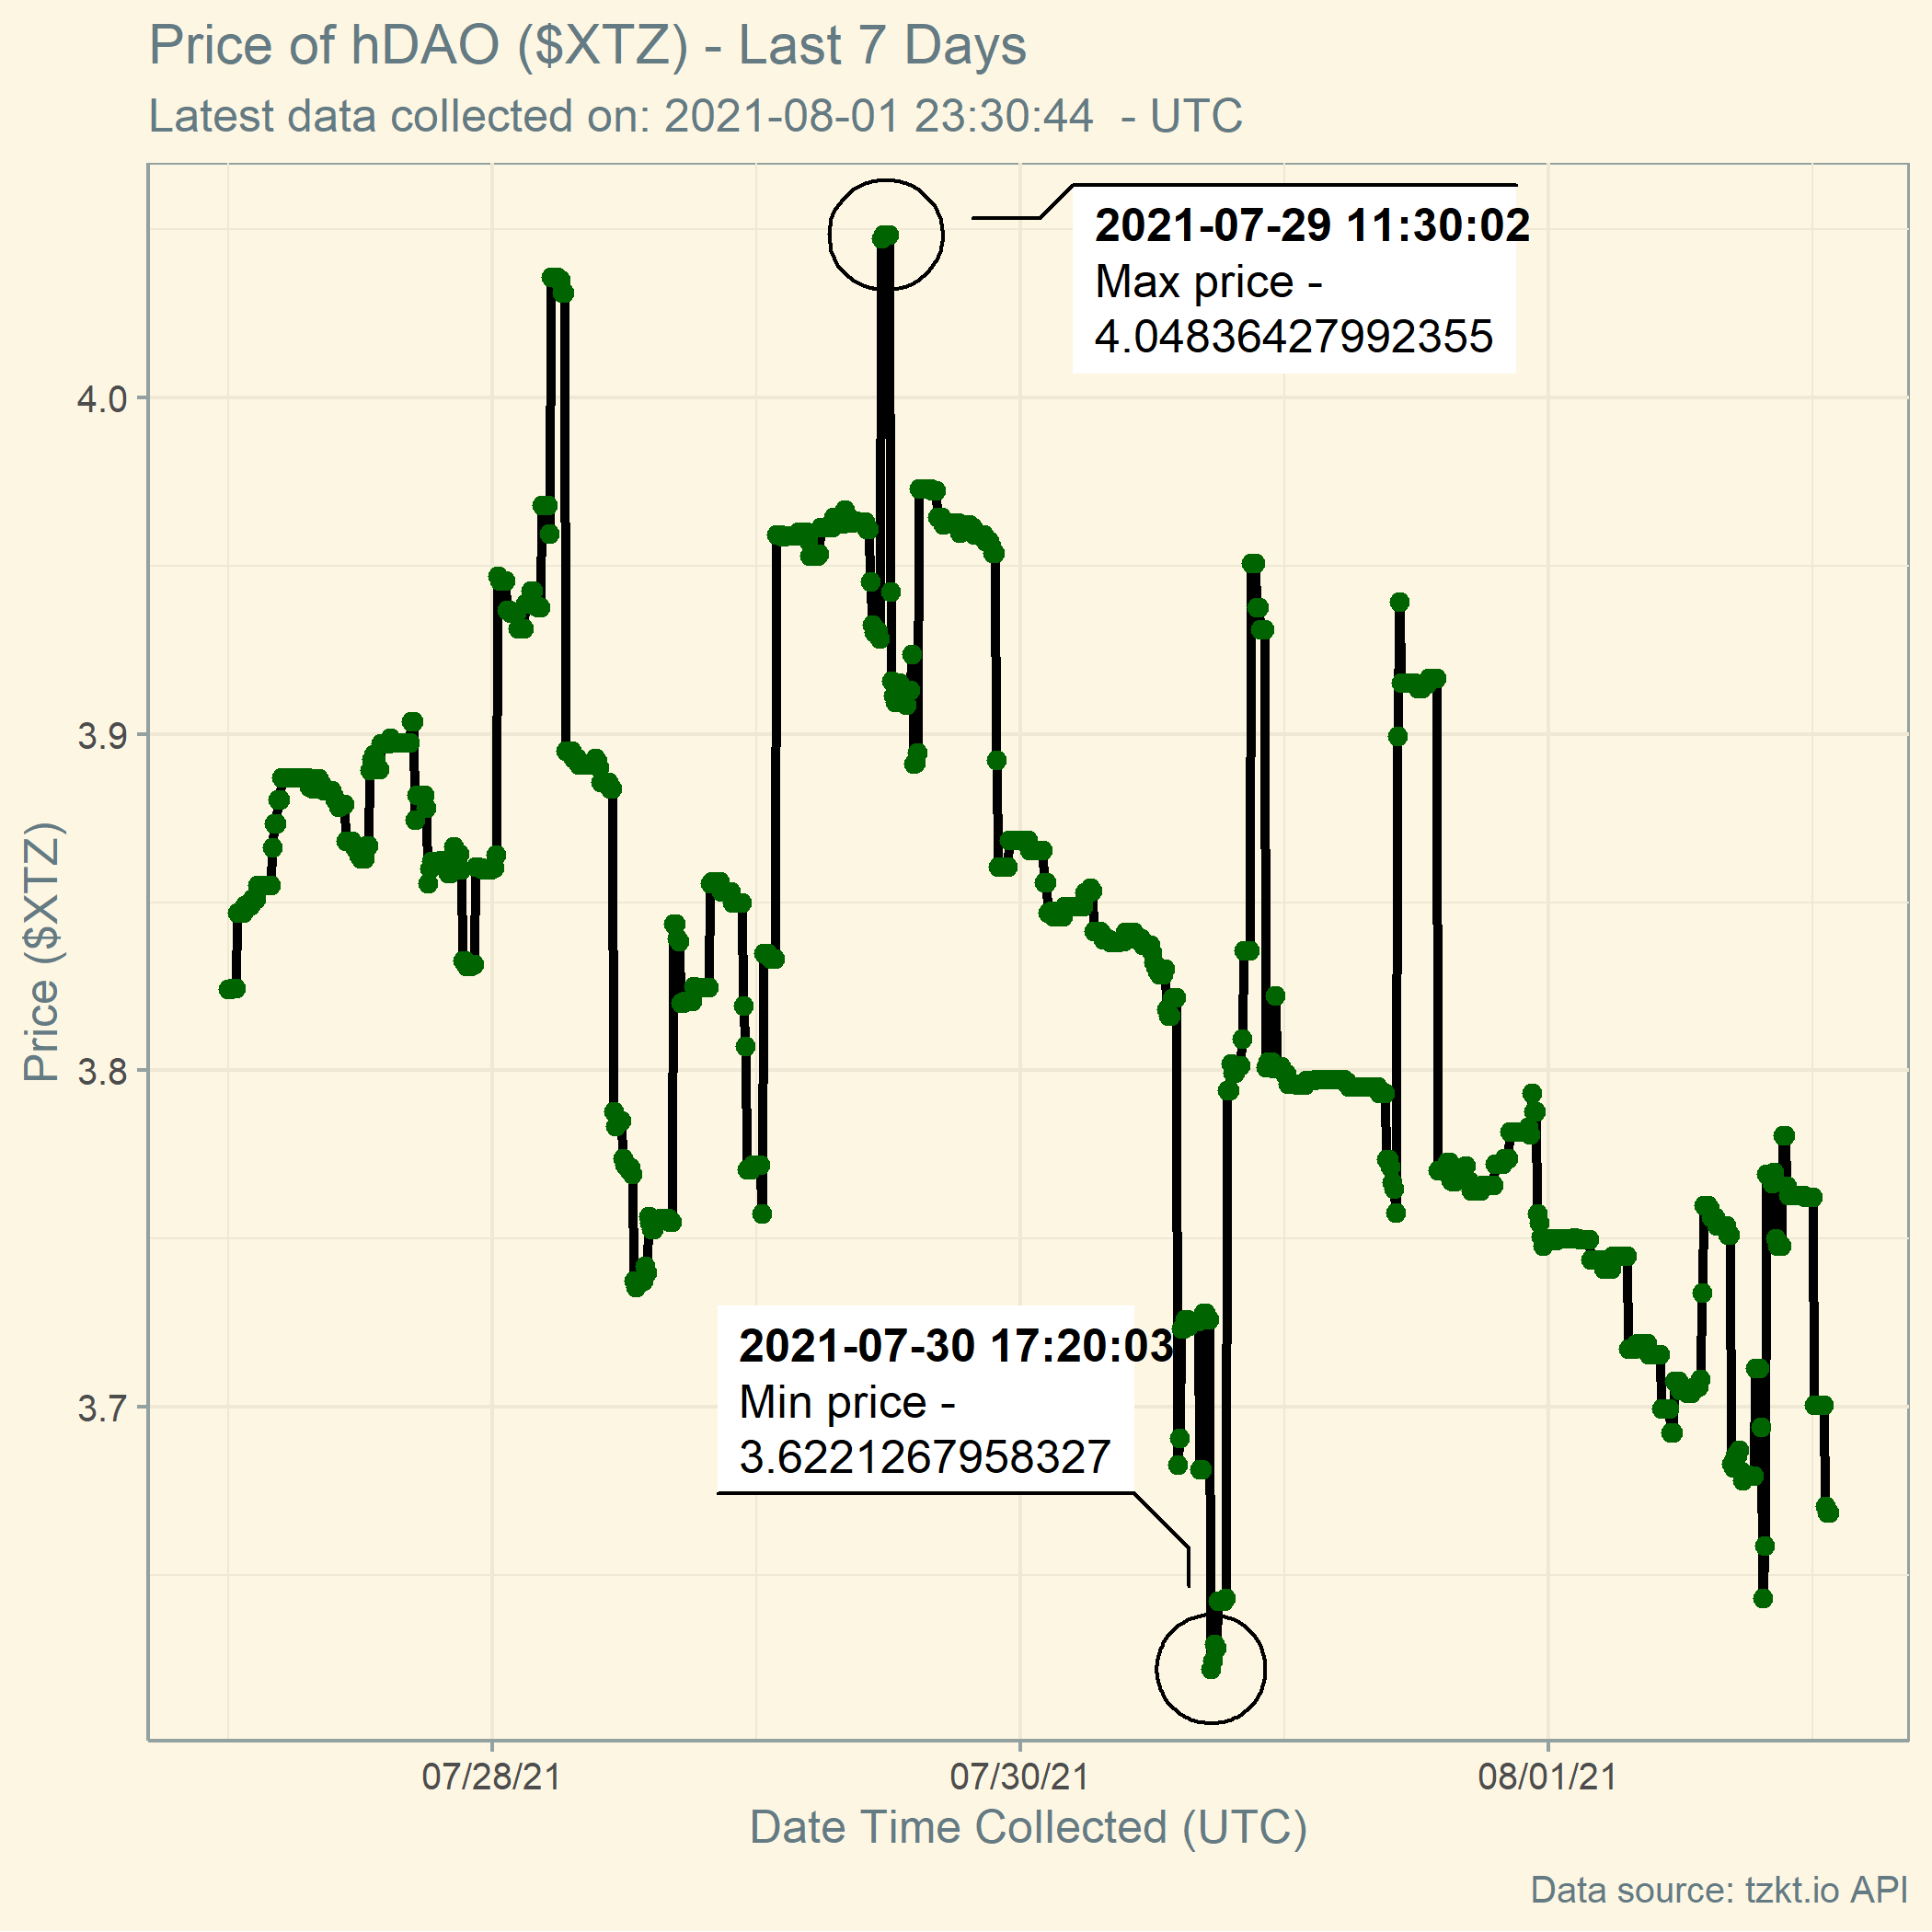 Price of hDAO ($XTZ) - Last 7 Days
Latest data collected on: 2021-08-01 23:30:44  - UTC
2021-07-29 11:30:02
Max price -
4.04836427992355
4.0
3.9
3.8
3.7
Price ($XTZ)
2021-07-30 17:20:03
Min price -
3.6221267958327
07/28/21
07/30/21
08/01/21
Date Time Collected (UTC)
Data source: tzkt.io API